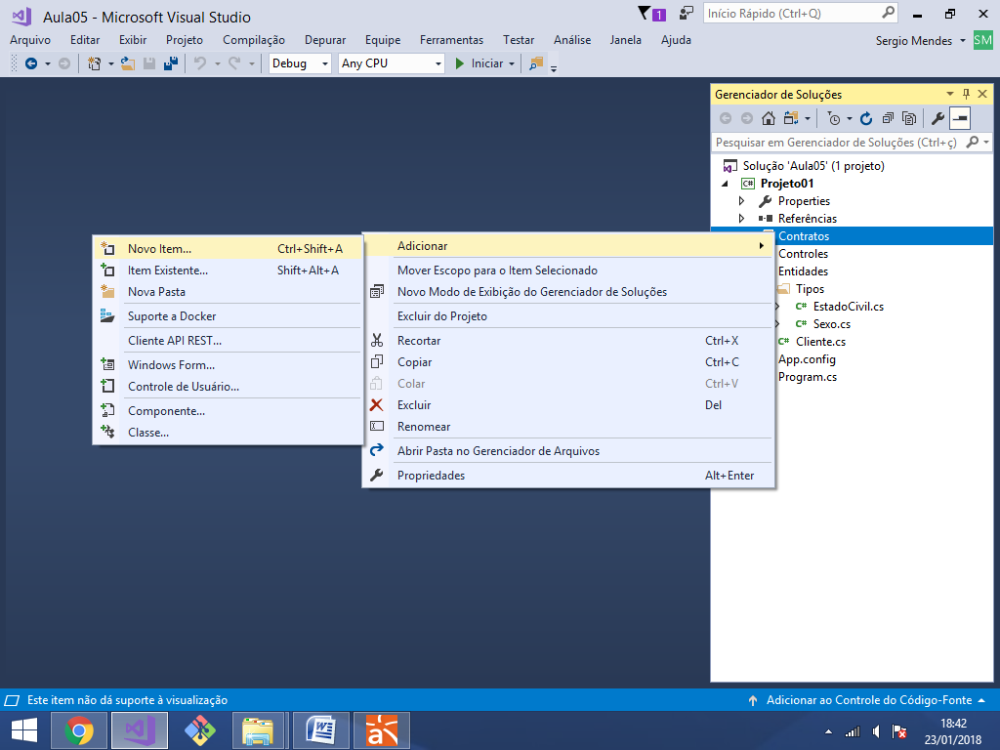 Aula05 - Microsoft Visual Studio
1
Início Rápido (Ctrl+Q)
Arquivo Editar Exibir Projeto Compilação Depurar Equipe Ferramentas Testar Análise Janela Ajuda
Sergio Mendes SM
Debug Any CPU Iniciar
Gerenciador de Soluções
Pesquisar em Gerenciador de Soluções (Ctrl+ç)
Solução 'Aula05' (1 projeto)
C# Projeto01
Properties
Referências
Contratos
Controles
Entidades
Tipos
C# EstadoCivil.cs
C# Sexo.cs
C# Cliente.cs
App.config
Program.cs
Novo Item... Ctrl+Shift+A
Item Existente... Shift+Alt+A
Nova Pasta
Suporte a Docker
Cliente API REST...
Windows Form...
Controle de Usuário...
Componente...
Classe...
Adicionar
Mover Escopo para o Item Selecionado
Novo Modo de Exibição do Gerenciador de Soluções
Excluir do Projeto
Recortar Ctrl+X
Copiar Ctrl+C
Colar Ctrl+V
Excluir Del
Renomear
Abrir Pasta no Gerenciador de Arquivos
Propriedades Alt+Enter
Este item não dá suporte à visualização
Adicionar ao Controle do Código-Fonte
W
a
18:42
23/01/2018